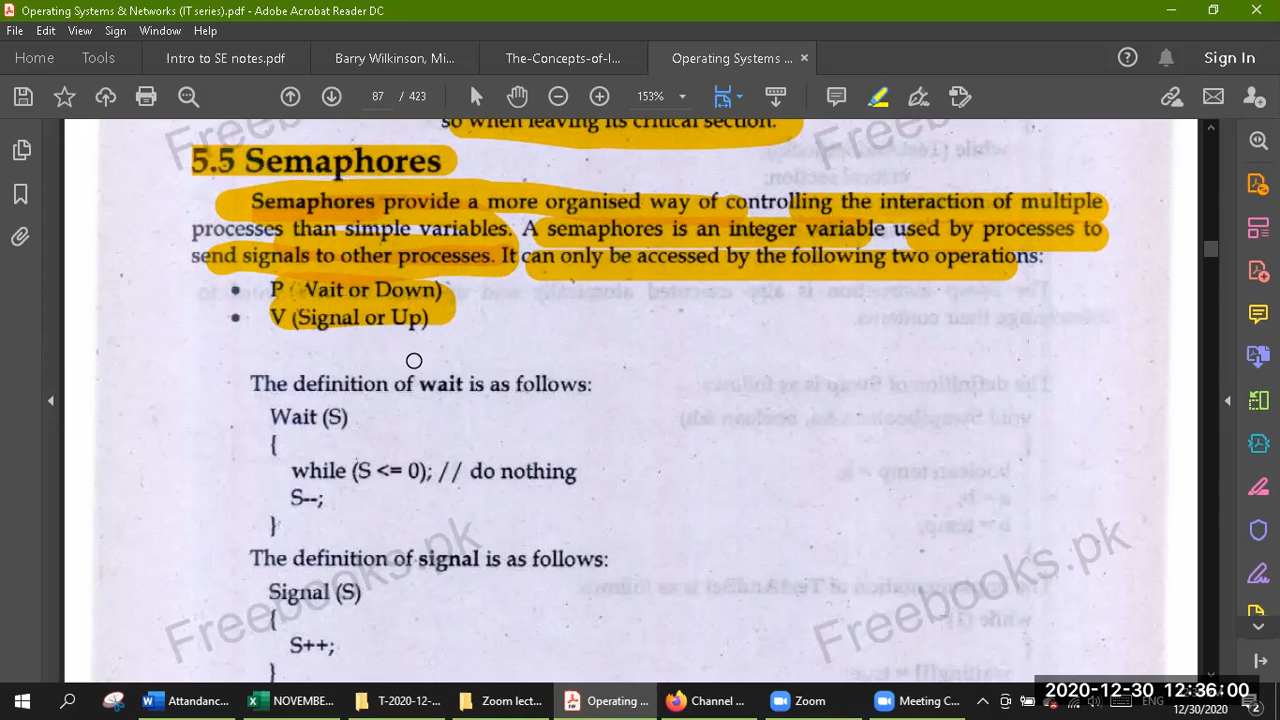 Operating Systems & Networks (IT series).pdf - Adobe Acrobat Reader DC
File Edit View Sign Window Help
Home Tools Intro to SE notes.pdf Barry Wilkinson, Mi... The-Concepts-of-I... Operating Systems ... × Sign In
87 / 423 153%
so when leaving its critical section.
5.5 Semaphores
Semaphores provide a more organised way of controlling the interaction of multiple
processes than simple variables. A semaphores is an integer variable used by processes to
send signals to other processes. It can only be accessed by the following two operations:
• P (Wait or Down)
• V (Signal or Up)
The definition of wait is as follows:
Wait (S)
{
while (S <= 0); // do nothing
S--;
}
The definition of signal is as follows:
Signal (S)
{
S++;
}
Freebooks.pk
Freebooks.pk
Attandanc... NOVEMBE... T-2020-12-... Zoom lect... Operating ... Channel ... Zoom Meeting C... ENG
2020-12-30 12:36:00
12/30/2020